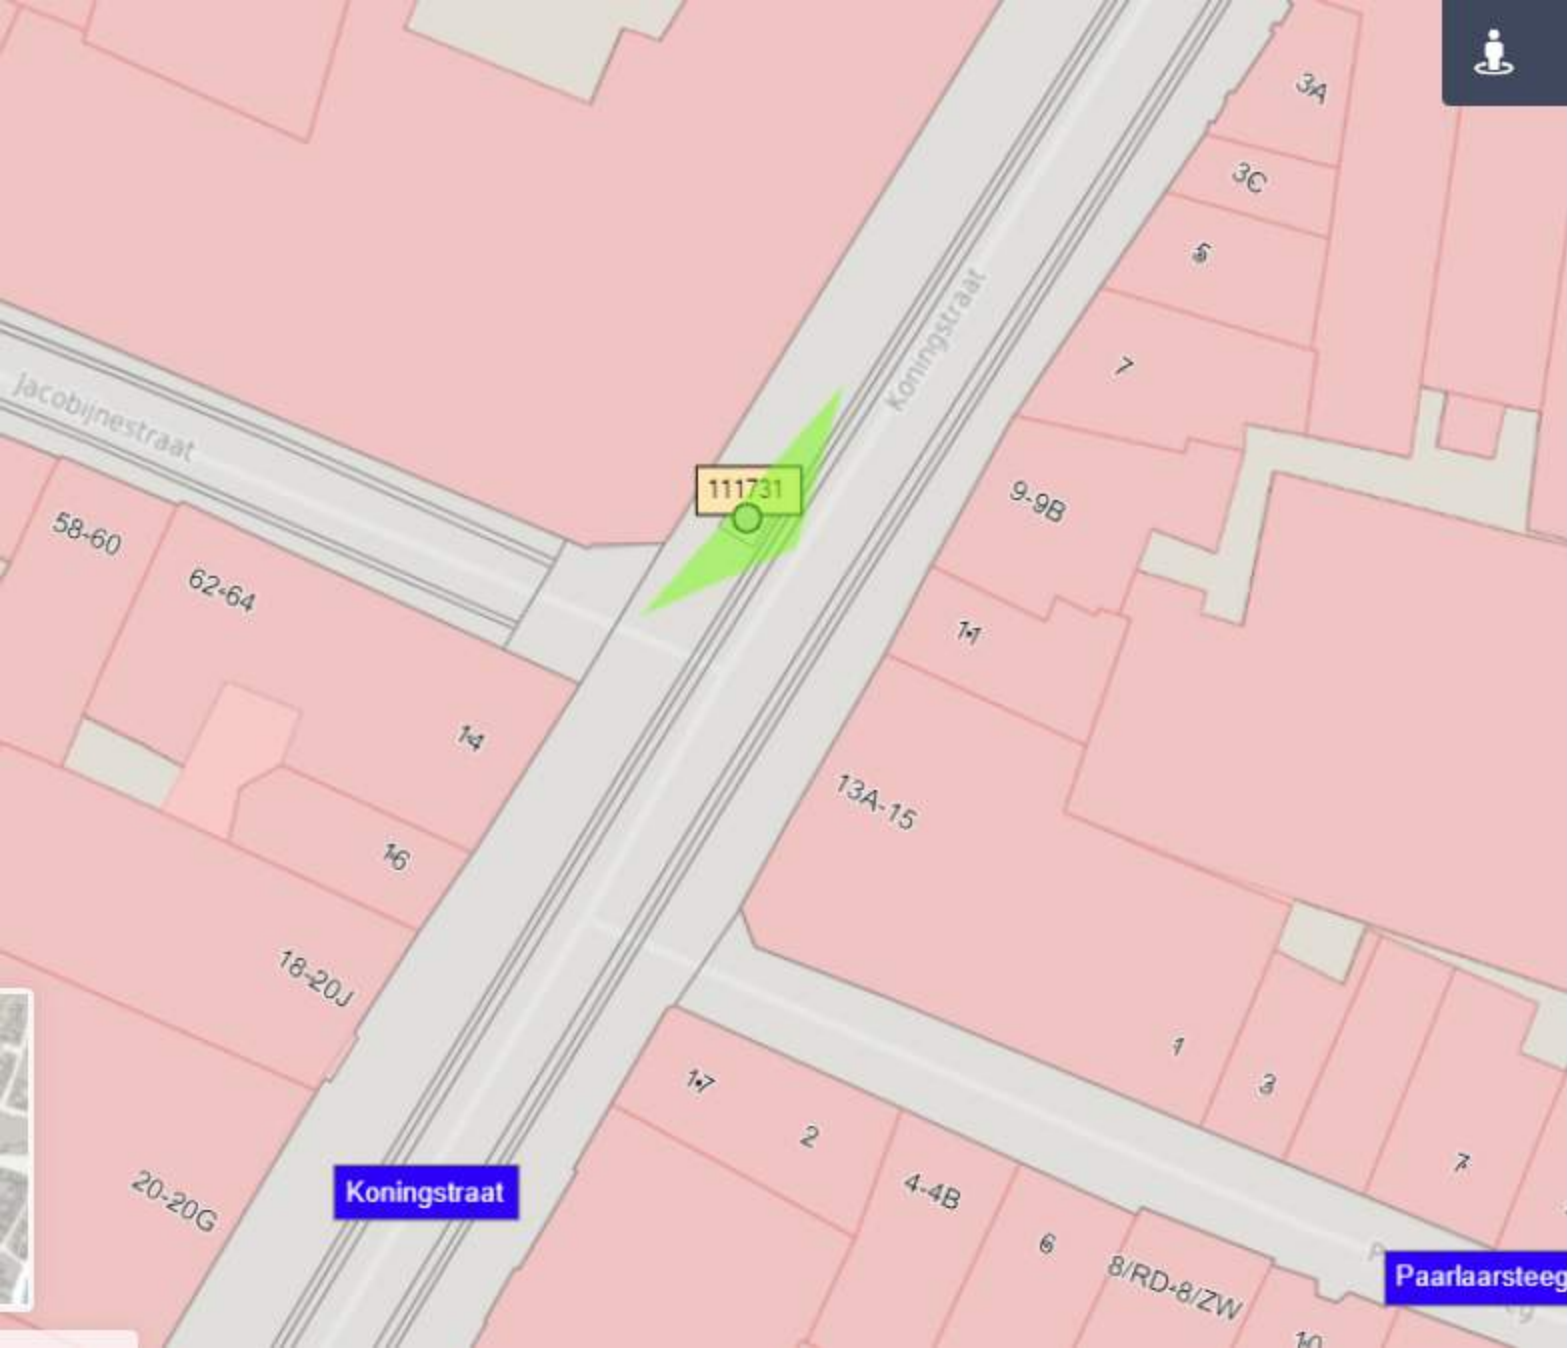 3A
3C
5
Koningstraat
7
Jacobijnestraat
111731
9-9B
58-60
62-64
11
14
13A-15
16
18-20J
1
17
3
2
7
Koningstraat
20-20G
4-4B
6
8/RD-8/ZW
Paarlaarsteeg
10